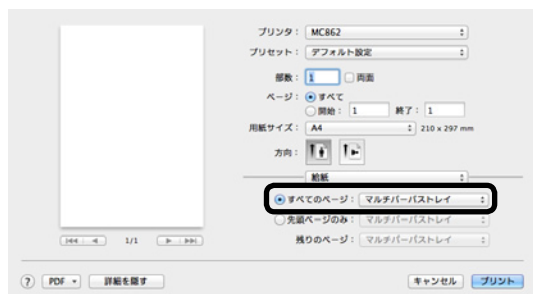 プリンタ： MC862
プリセット： デフォルト設定
部数： 1 両面
ページ： すべて
開始： 1 終了： 1
用紙サイズ： A4 210 x 297 mm
方向：
給紙
すべてのページ： マルチパーパストレイ
先頭ページのみ： マルチパーパストレイ
残りのページ： マルチパーパストレイ
1/1
? PDF 詳細を隠す キャンセル プリント